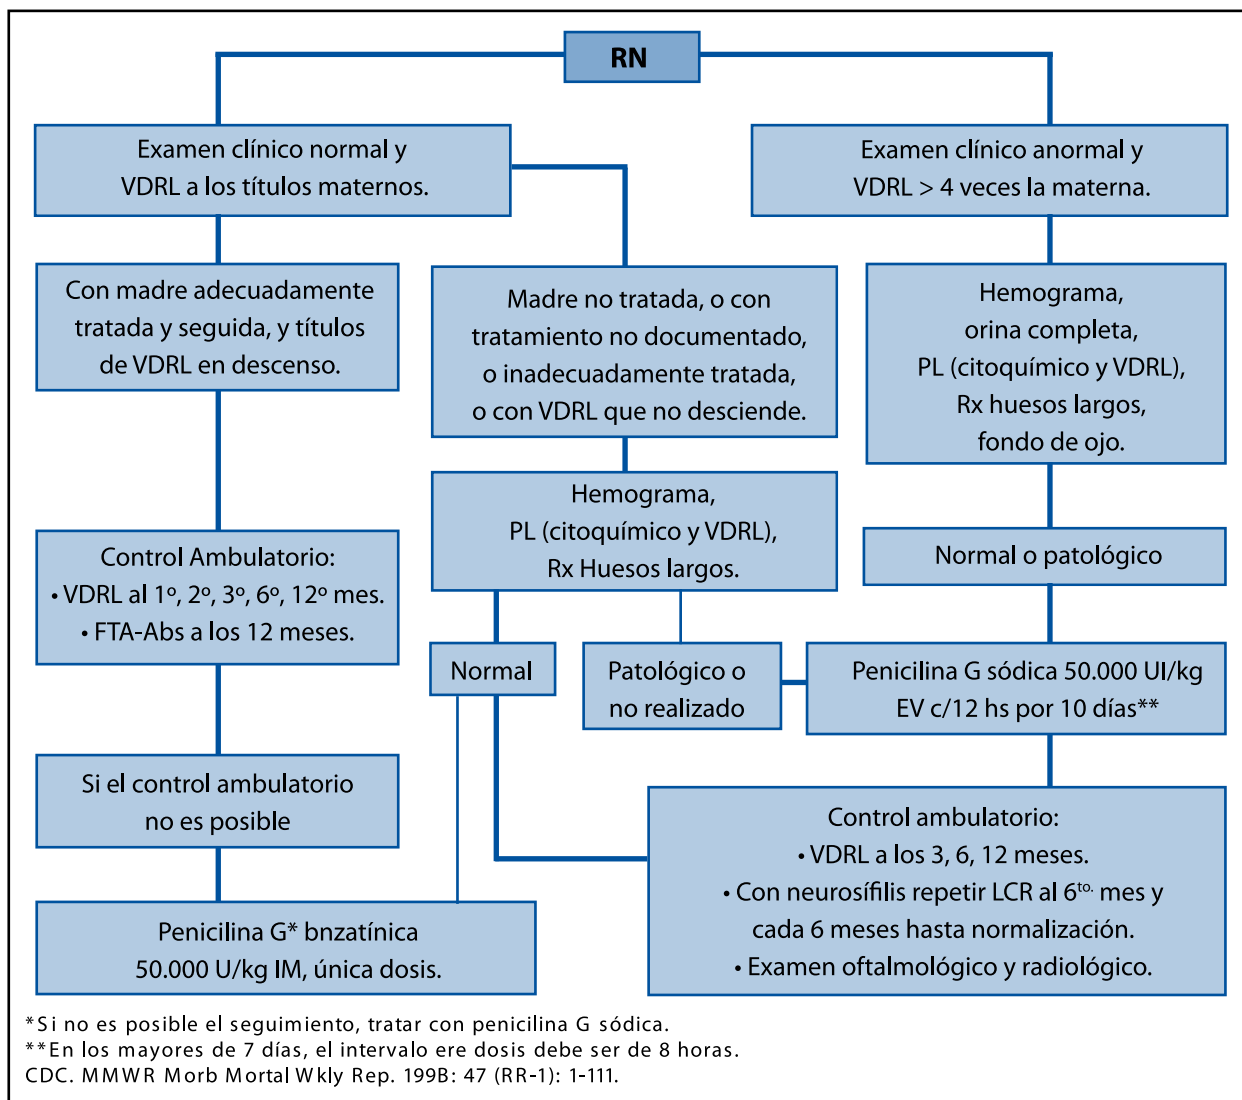 RN
Examen clínico normal y
VDRL a los títulos maternos.
Examen clínico anormal y
VDRL > 4 veces la materna.
Con madre adecuadamente
tratada y seguida, y títulos
de VDRL en descenso.
Madre no tratada, o con
tratamiento no documentado,
o inadecuadamente tratada,
o con VDRL que no desciende.
Hemograma,
orina completa,
PL (citoquímico y VDRL),
Rx huesos largos,
fondo de ojo.
Hemograma,
PL (citoquímico y VDRL),
Rx Huesos largos.
Control Ambulatorio:
• VDRL al 1º, 2º, 3º, 6º, 12º mes.
• FTA-Abs a los 12 meses.
Normal o patológico
Normal
Patológico o
no realizado
Penicilina G sódica 50.000 UI/kg
EV c/12 hs por 10 días**
Si el control ambulatorio
no es posible
Control ambulatorio:
• VDRL a los 3, 6, 12 meses.
• Con neurosífilis repetir LCR al 6to. mes y
cada 6 meses hasta normalización.
• Examen oftalmológico y radiológico.
Penicilina G* bnzatínica
50.000 U/kg IM, única dosis.
*Si no es posible el seguimiento, tratar con penicilina G sódica.
**En los mayores de 7 días, el intervalo ere dosis debe ser de 8 horas.
CDC. MMWR Morb Mortal Wkly Rep. 199B: 47 (RR-1): 1-111.